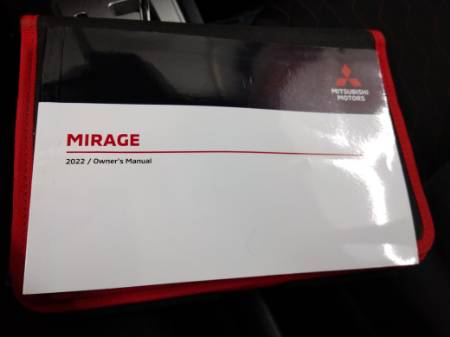 MITSUBISHI
MOTORS
MIRAGE
2022 / Owner's Manual